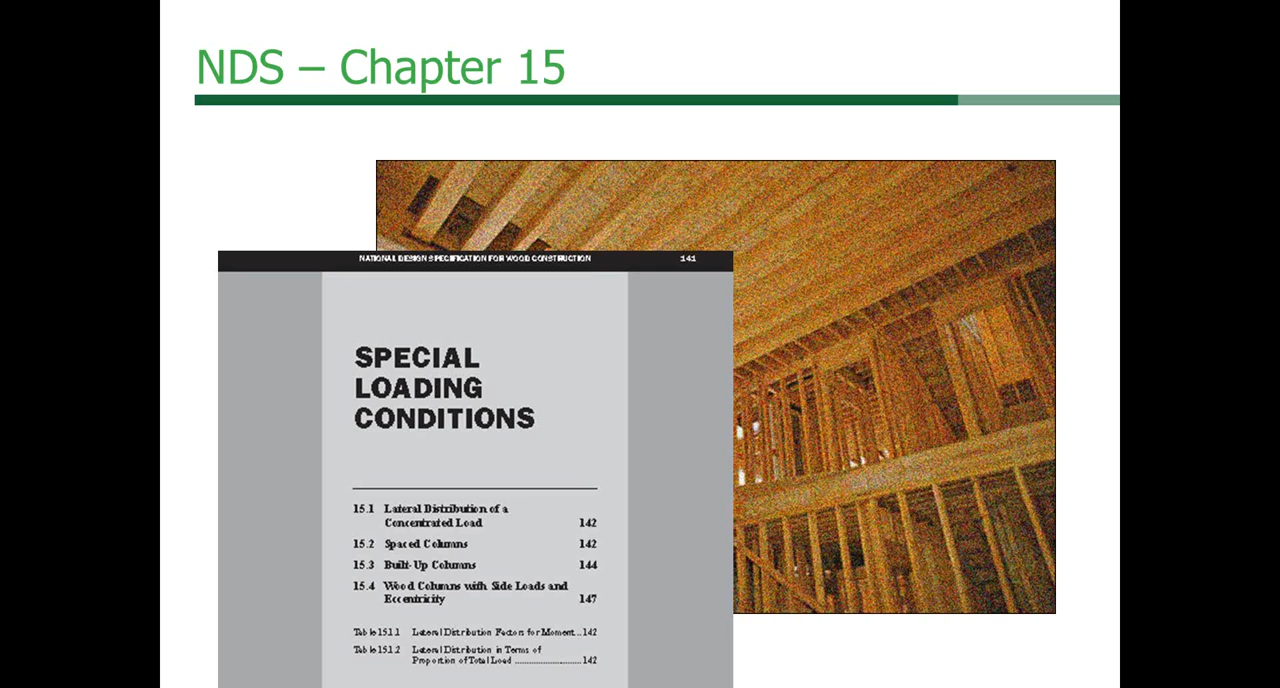 NDS – Chapter 15
NATIONAL DESIGN SPECIFICATION FOR WOOD CONSTRUCTION 141
SPECIAL
LOADING
CONDITIONS
15.1 Lateral Distribution of a
Concentrated Load 142
15.2 Spaced Columns 142
15.3 Built-Up Columns 144
15.4 Wood Columns with Side Loads and
Eccentricity 147
Table 15.1.1 Lateral Distribution Factors for Moment ..142
Table 15.1.2 Lateral Distribution in Terms of
Proportion of Total Load ............................142